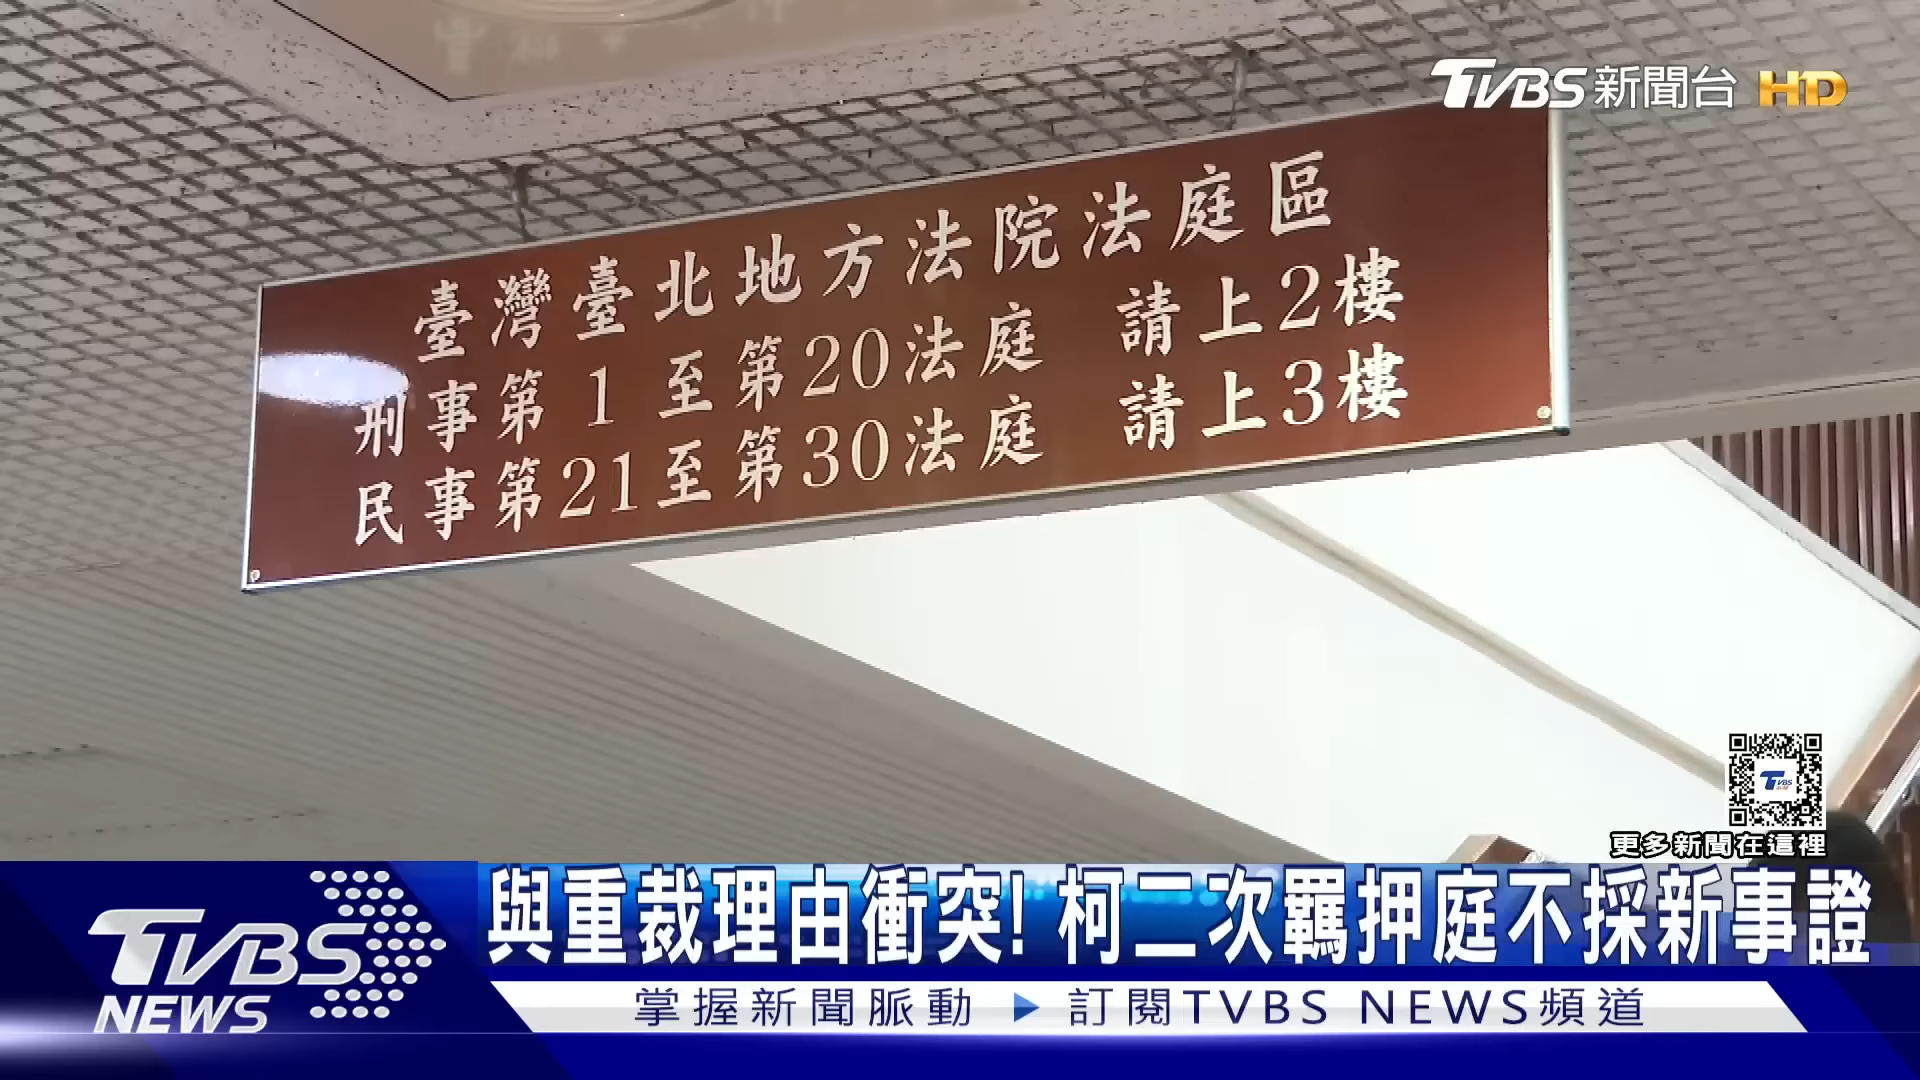 TVBS新聞台 HD
臺灣臺北地方法院法庭區
刑事第 1 至第20法庭 請上2樓
民事第21至第30法庭 請上3樓
TVBS
更多新聞在這裡
與重裁理由衝突! 柯二次羈押庭不採新事證
TVBS NEWS
掌握新聞脈動 ▶ 訂閱TVBS NEWS頻道